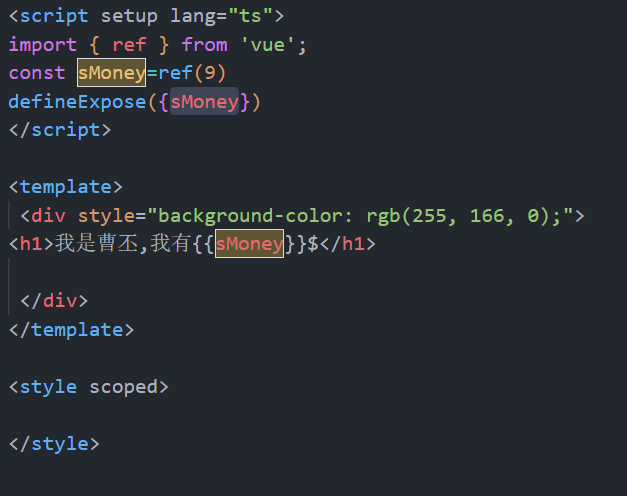 <script setup lang="ts">
import { ref } from 'vue';
const sMoney=ref(9)
defineExpose({sMoney})
</script>
<template>
<div style="background-color: rgb(255, 166, 0);">
<h1>我是曹丕,我有{{sMoney}}$</h1>
</div>
</template>
<style scoped>
</style>